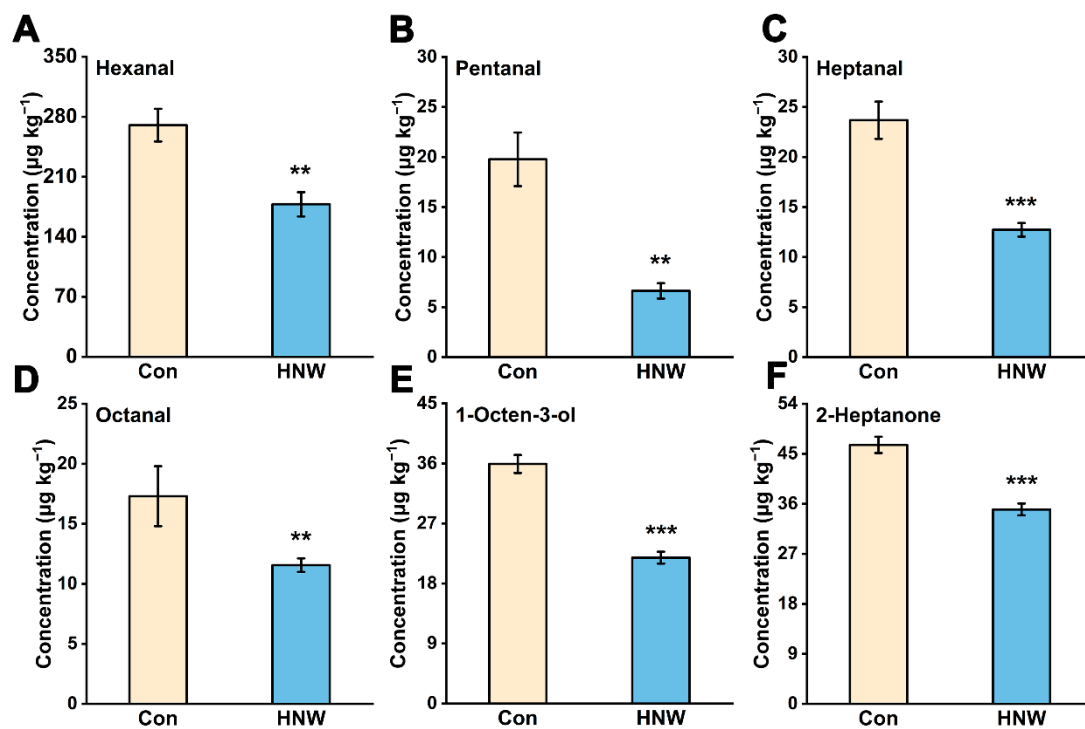 A
Hexanal
Concentration (µg kg⁻¹)
350
280
210
140
70
0
**
Con
HNW
B
Pentanal
Concentration (µg kg⁻¹)
30
25
20
15
10
5
0
**
Con
HNW
C
Heptanal
Concentration (µg kg⁻¹)
30
25
20
15
10
5
0
***
Con
HNW
D
Octanal
Concentration (µg kg⁻¹)
25
20
15
10
5
0
**
Con
HNW
E
1-Octen-3-ol
Concentration (µg kg⁻¹)
45
36
27
18
9
0
***
Con
HNW
F
2-Heptanone
Concentration (µg kg⁻¹)
54
45
36
27
18
9
0
***
Con
HNW